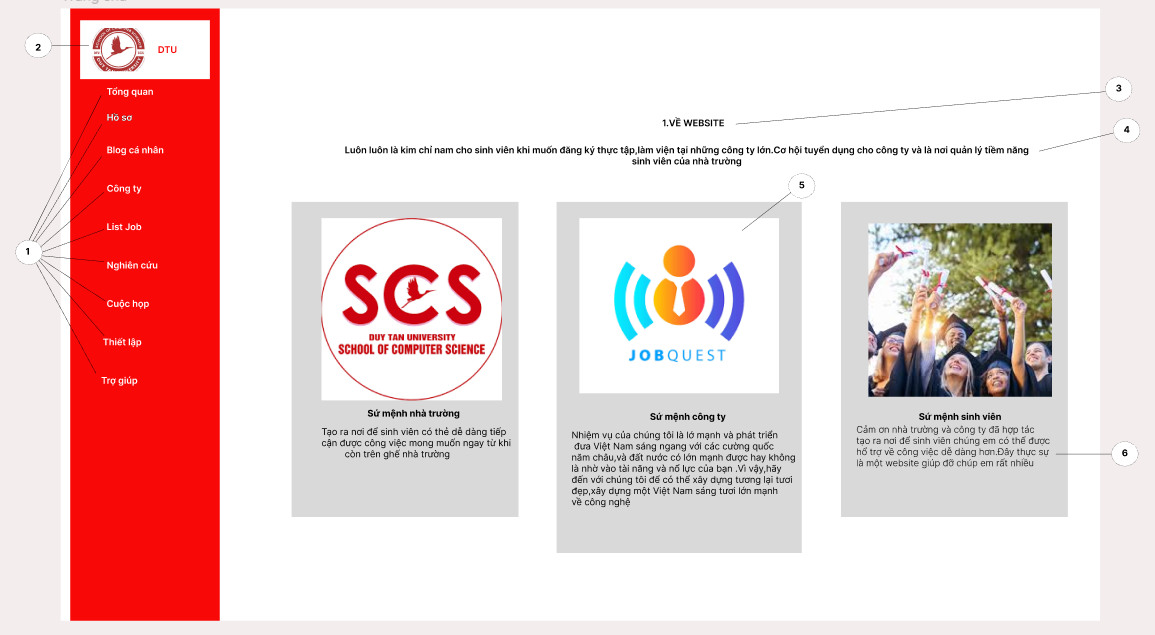 Trang chủ
2
DTU
Tổng quan
Hồ sơ
Blog cá nhân
Công ty
List Job
Nghiên cứu
Cuộc họp
Thiết lập
Trợ giúp
1
3
1.VỀ WEBSITE
4
Luôn luôn là kim chí nam cho sinh viên khi muốn đăng ký thực tập,làm viện tại những công ty lớn.Cơ hội tuyển dụng cho công ty và là nơi quản lý tiềm năng
sinh viên của nhà trường
5
SCS
DUY TAN UNIVERSITY
SCHOOL OF COMPUTER SCIENCE
Sứ mệnh nhà trường
Tạo ra nơi để sinh viên có thẻ dễ dàng tiếp
cận được công việc mong muốn ngay từ khi
còn trên ghế nhà trường
JOBQUEST
Sứ mệnh công ty
Nhiệm vụ của chúng tôi là lớ mạnh và phát triển
đưa Việt Nam sáng ngang với các cường quốc
năm châu,và đất nước có lớn mạnh được hay không
là nhờ vào tài năng và nổ lực của bạn .Vì vậy,hãy
đến với chúng tôi để có thể xây dựng tương lại tươi
đẹp,xây dựng một Việt Nam sáng tươi lớn mạnh
về công nghệ
Sứ mệnh sinh viên
Cảm ơn nhà trường và công ty đã hợp tác
tạo ra nơi để sinh viên chúng em có thể được
hổ trợ về công việc dễ dàng hơn.Đây thực sự
là một website giúp đỡ chúp em rất nhiều
6